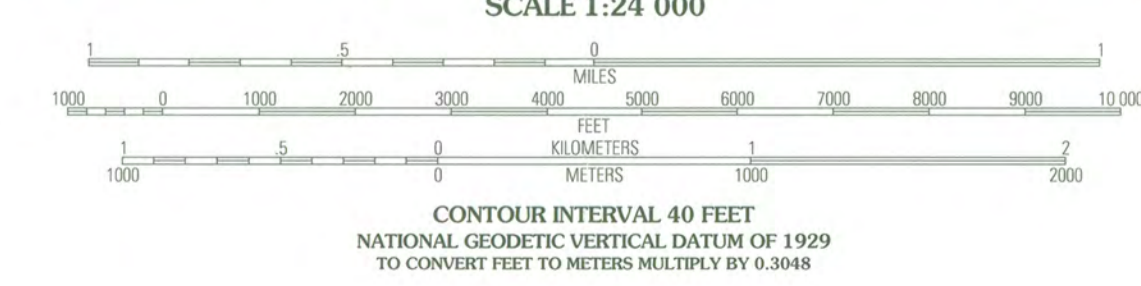 SCALE 1:24 000
1 .5 0 1
MILES
1000 0 1000 2000 3000 4000 5000 6000 7000 8000 9000 10 000
FEET
1 .5 0 KILOMETERS 1 2
1000 0 METERS 1000 2000
CONTOUR INTERVAL 40 FEET
NATIONAL GEODETIC VERTICAL DATUM OF 1929
TO CONVERT FEET TO METERS MULTIPLY BY 0.3048